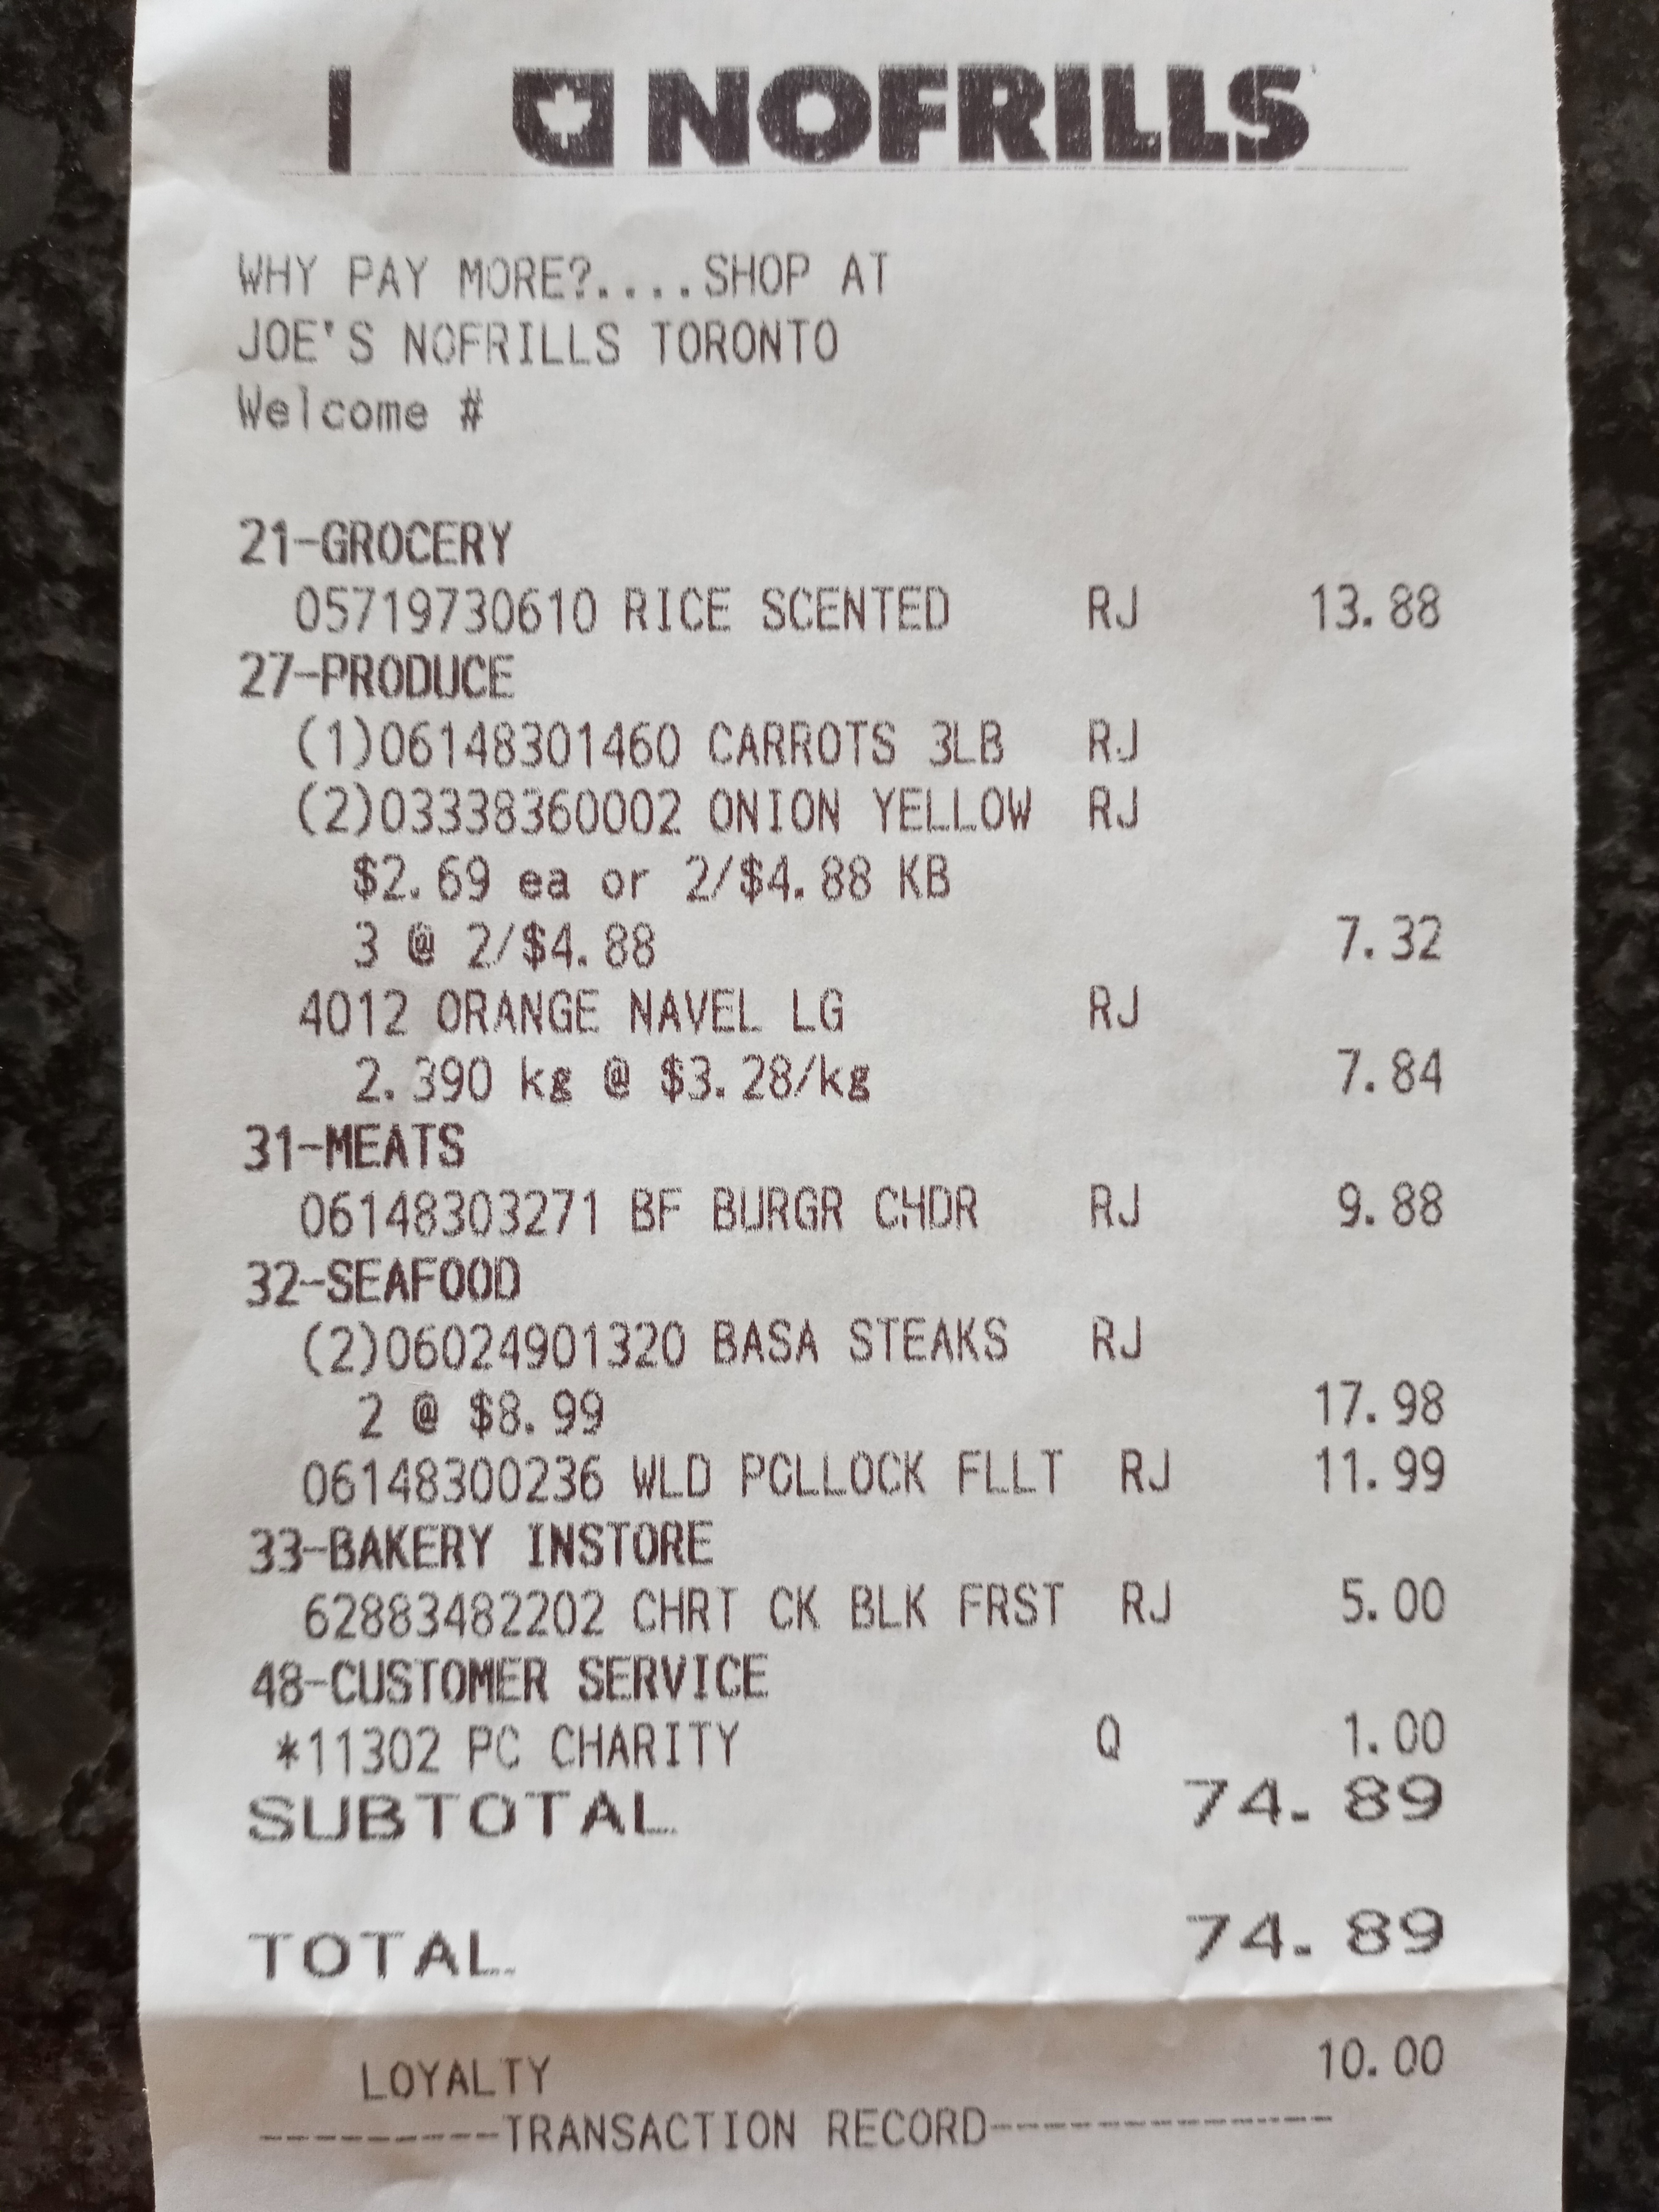 NOFRILLS
WHY PAY MORE?....SHOP AT
JOE'S NOFRILLS TORONTO
Welcome #
21-GROCERY
05719730610 RICE SCENTED RJ 13.88
27-PRODUCE
(1)06148301460 CARROTS 3LB RJ
(2)03338360002 ONION YELLOW RJ
$2.69 ea or 2/$4.88 KB
3 @ 2/$4.88 7.32
4012 ORANGE NAVEL LG RJ
2.390 kg @ $3.28/kg 7.84
31-MEATS
06148303271 BF BURGR CHDR RJ 9.88
32-SEAFOOD
(2)06024901320 BASA STEAKS RJ
2 @ $8.99 17.98
06148300236 WLD POLLOCK FLLT RJ 11.99
33-BAKERY INSTORE
62883482202 CHRT CK BLK FRST RJ 5.00
48-CUSTOMER SERVICE
*11302 PC CHARITY Q 1.00
SUBTOTAL 74.89
TOTAL 74.89
LOYALTY 10.00
---------TRANSACTION RECORD-------------